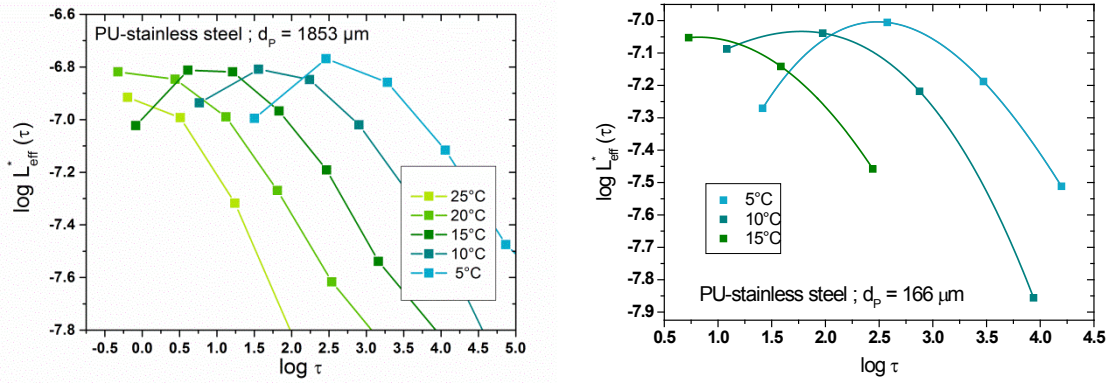 PU-stainless steel ; dP = 1853 µm
log L*eff (τ)
-6.6
-6.8
-7.0
-7.2
-7.4
-7.6
-7.8
25°C
20°C
15°C
10°C
5°C
-0.5 0.0 0.5 1.0 1.5 2.0 2.5 3.0 3.5 4.0 4.5 5.0
log τ
log L*eff (τ)
-7.0
-7.1
-7.2
-7.3
-7.4
-7.5
-7.6
-7.7
-7.8
-7.9
5°C
10°C
15°C
PU-stainless steel ; dP = 166 µm
0.5 1.0 1.5 2.0 2.5 3.0 3.5 4.0 4.5
log τ